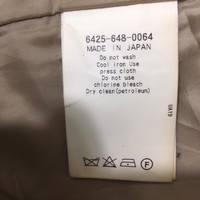 6425-648-0064
MADE IN JAPAN
Do not wash
Cool iron Use
press cloth
Do not use
chlorine bleach
Dry clean(petroleum)
F